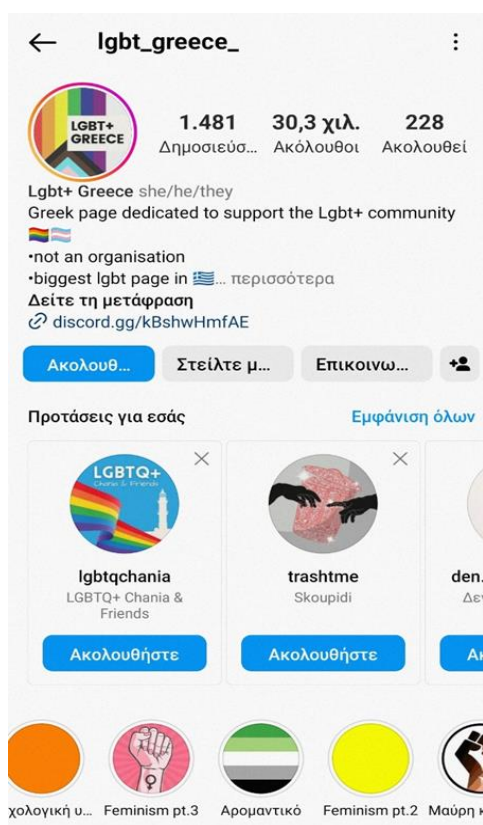 lgbt_greece_
LGBT+
GREECE
1.481 30,3 χιλ. 228
Δημοσιεύσ... Ακόλουθοι Ακολουθεί
Lgbt+ Greece she/he/they
Greek page dedicated to support the Lgbt+ community
🏳️‍🌈🏳️‍⚧️
•not an organisation
•biggest lgbt page in 🇬🇷... περισσότερα
Δείτε τη μετάφραση
discord.gg/kBshwHmfAE
Ακολουθ... Στείλτε μ... Επικοινω...
Προτάσεις για εσάς Εμφάνιση όλων
LGBTQ+
Chania & Friends
lgbtqchania trashtme den.
LGBTQ+ Chania & Friends Skoupidi Δε
Ακολουθήστε Ακολουθήστε Α
χολογική υ... Feminism pt.3 Αρομαντικό Feminism pt.2 Μαύρη κ